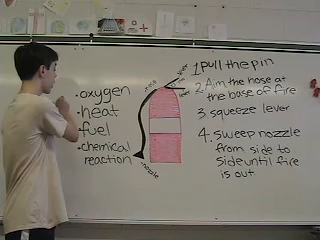 ·oxygen
·heat
·fuel
·chemical
reaction
nozzle
1. Pull the pin
2. Aim the hose at
the base of fire
3 squeeze lever
4. sweep nozzle
from side to
side until fire
is out